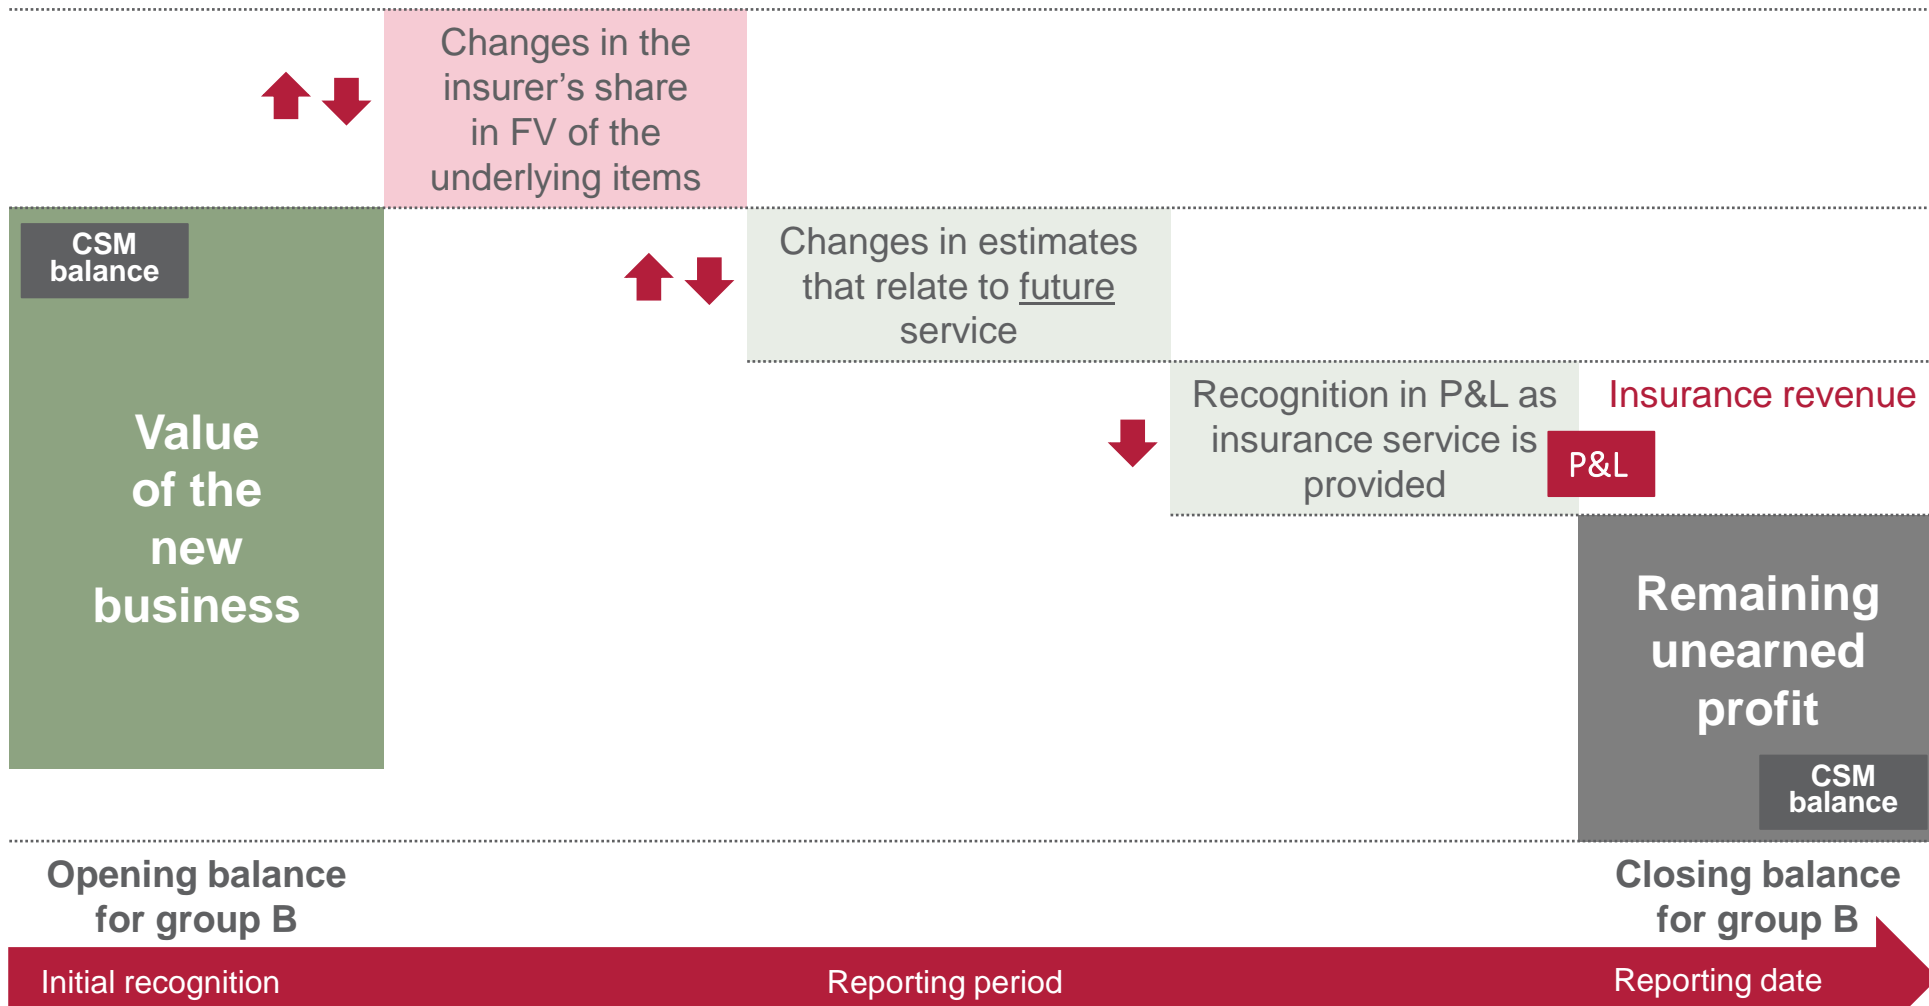 Changes in the
insurer’s share
in FV of the
underlying items
CSM
balance
Value
of the
new
business
Changes in estimates
that relate to future
service
Recognition in P&L as
insurance service is
provided
P&L
Insurance revenue
Remaining
unearned
profit
CSM
balance
Opening balance
for group B
Closing balance
for group B
Initial recognition
Reporting period
Reporting date